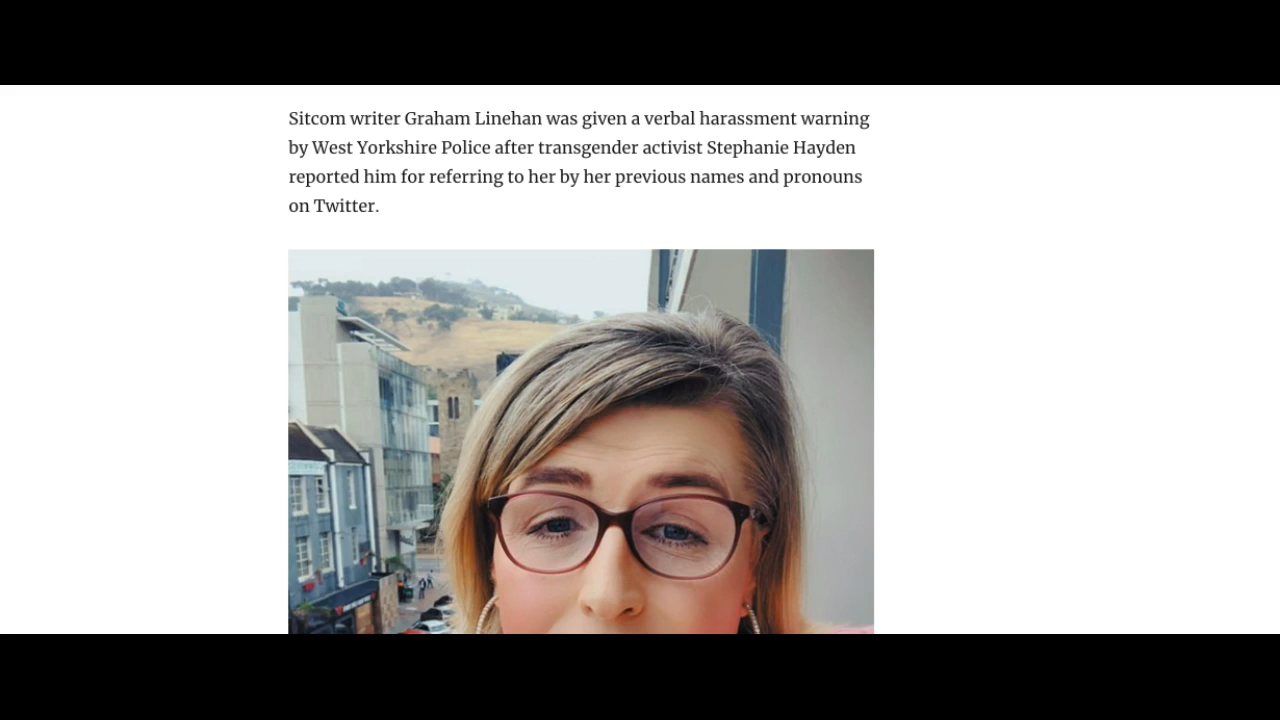 Sitcom writer Graham Linehan was given a verbal harassment warning
by West Yorkshire Police after transgender activist Stephanie Hayden
reported him for referring to her by her previous names and pronouns
on Twitter.